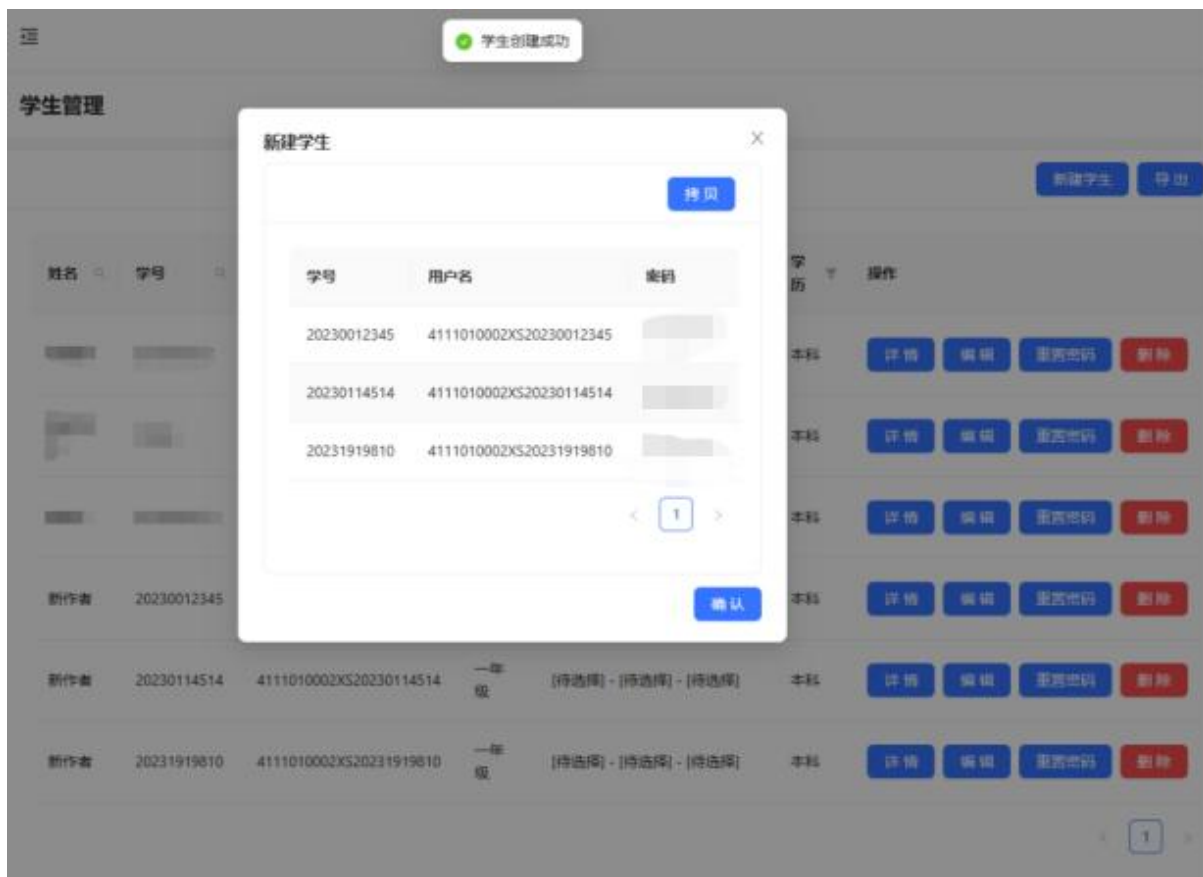 学生创建成功
学生管理
新建学生
拷贝
新建学生 导出
姓名 学号 学历 操作
学号 用户名 密码
20230012345 4111010002XS20230012345
20230114514 4111010002XS20230114514
20231919810 4111010002XS20231919810
1
确认
本科 详情 编辑 重置密码 删除
本科 详情 编辑 重置密码 删除
本科 详情 编辑 重置密码 删除
新作者 20230012345 本科 详情 编辑 重置密码 删除
新作者 20230114514 4111010002XS20230114514 一年级 [待选择] - [待选择] - [待选择] 本科 详情 编辑 重置密码 删除
新作者 20231919810 4111010002XS20231919810 一年级 [待选择] - [待选择] - [待选择] 本科 详情 编辑 重置密码 删除
1